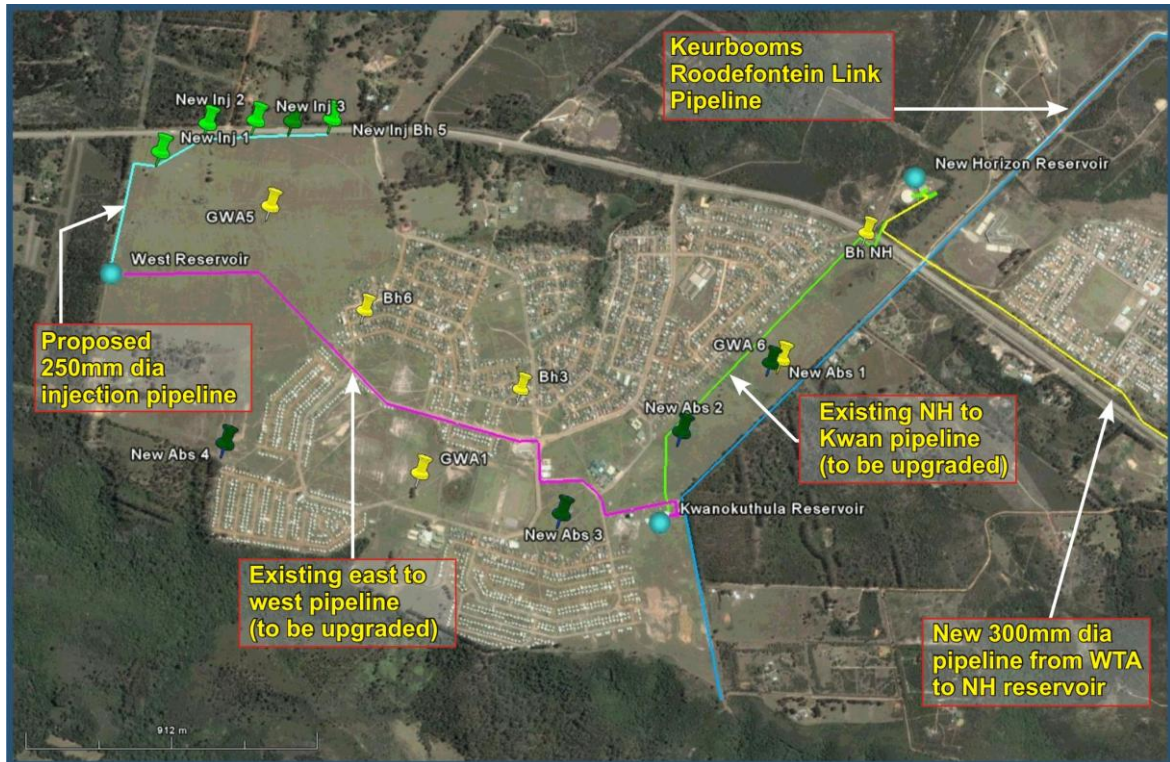 Keurbooms
Roodefontein Link
Pipeline
New Inj 2
New Inj 3
New Inj 1
New Inj Bh 5
New Horizon Reservoir
GWA5
Bh NH
West Reservoir
Bh6
Proposed
250mm dia
injection pipeline
GWA 6
New Abs 1
Bh3
New Abs 2
Existing NH to
Kwan pipeline
(to be upgraded)
New Abs 4
GWA1
Kwanokuthula Reservoir
New Abs 3
Existing east to
west pipeline
(to be upgraded)
New 300mm dia
pipeline from WTA
to NH reservoir
912 m